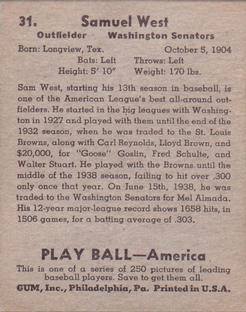 31. Samuel West
Outfielder Washington Senators
Born: Longview, Tex. October 5, 1904
Bats: Left Throws: Left
Height: 5' 10" Weight: 170 lbs.
Sam West, starting his 13th season in baseball, is
one of the American League's best all-around out-
fielders. He started in the big leagues with Washing-
ton in 1927 and played with them until the end of the
1932 season, when he was traded to the St. Louis
Browns, along with Carl Reynolds, Lloyd Brown, and
$20,000, for "Goose" Goslin, Fred Schulte, and
Walter Stuart. He played with the Browns until the
middle of the 1938 season, failing to hit over .300
only once that year. On June 15th, 1938, he was
traded to the Washington Senators for Mel Almada.
His 12-year major-league record shows 1658 hits, in
1506 games, for a batting average of .303.
PLAY BALL—America
This is one of a series of 250 pictures of leading
baseball players. Save to get them all.
GUM, Inc., Philadelphia, Pa. Printed in U.S.A.